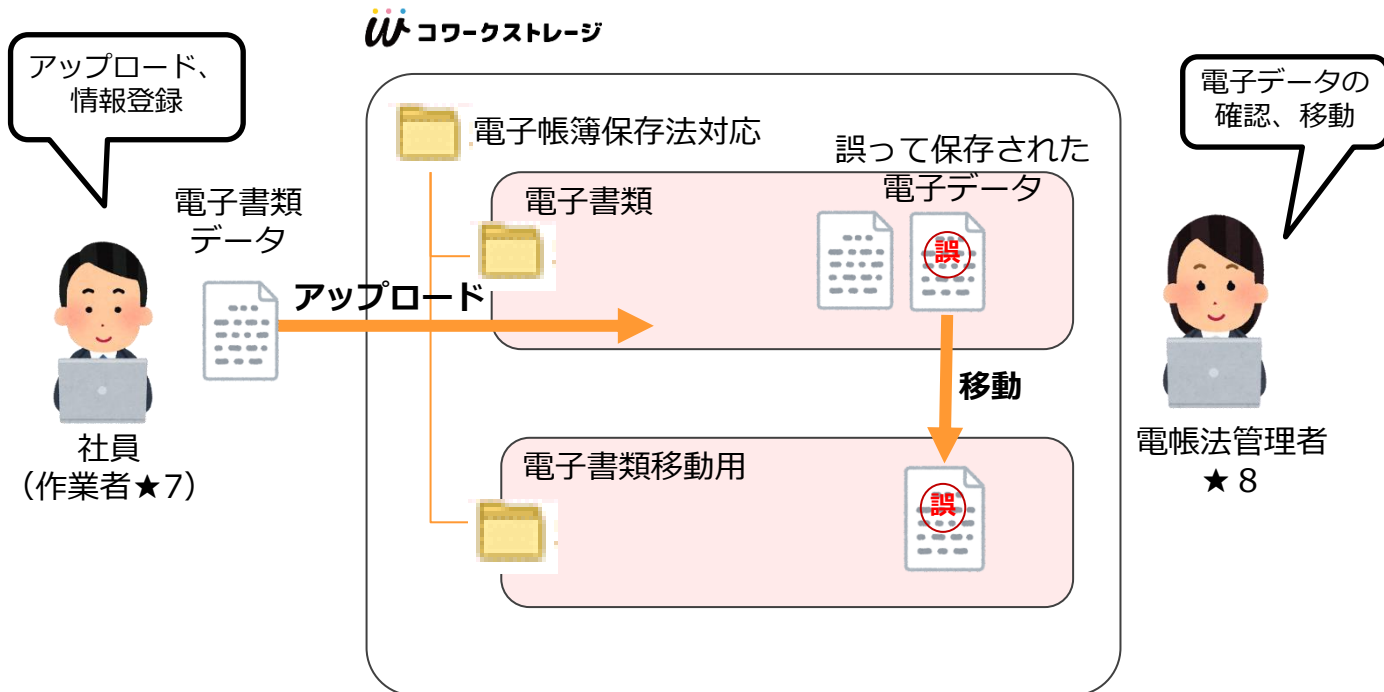 コワークストレージ
アップロード、
情報登録
電子データの
確認、移動
電子帳簿保存法対応
誤って保存された
電子データ
電子書類
電子書類
データ
誤
アップロード
移動
社員
（作業者★7）
電帳法管理者
★８
電子書類移動用
誤